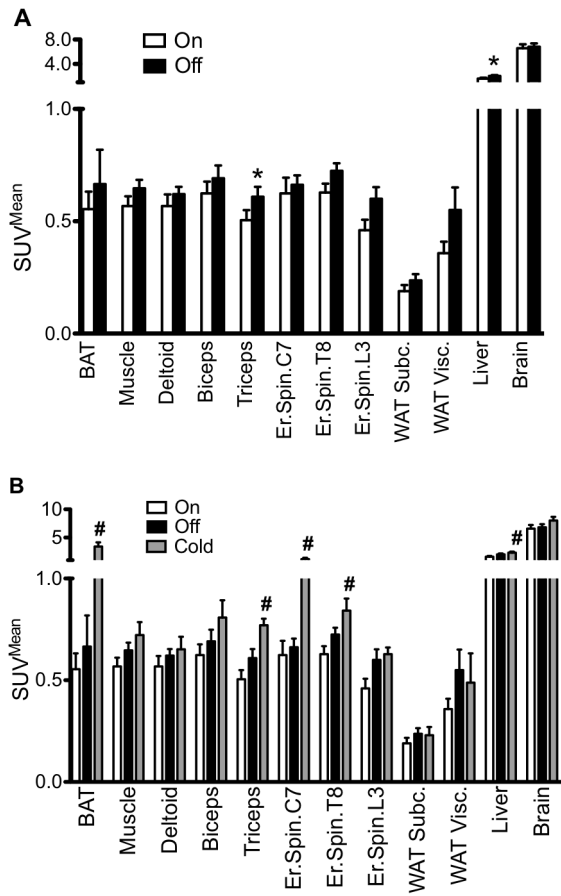 A
8.0
4.0
On
Off
*
1.0
0.5
0.0
SUV^Mean
*
BAT
Muscle
Deltoid
Biceps
Triceps
Er.Spin.C7
Er.Spin.T8
Er.Spin.L3
WAT Subc.
WAT Visc.
Liver
Brain
B
10
5
On
Off
Cold
#
#
#
1.0
0.5
0.0
SUV^Mean
#
#
BAT
Muscle
Deltoid
Biceps
Triceps
Er.Spin.C7
Er.Spin.T8
Er.Spin.L3
WAT Subc.
WAT Visc.
Liver
Brain